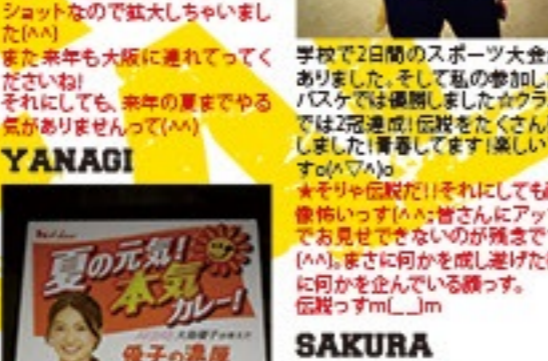 ショットなので拡大しちゃいまし
た(^^)
また来年も大阪に連れてってく
ださいね!
それにしても、来年の夏までやる
気がありませんって(^^)
YANAGI
夏の元気!
本気
カレー!
優子の濃厚
学校で2日間のスポーツ大会
ありました。そして私の参加し
バスケでは優勝しました☆クラ
では2冠達成!伝説をたくさん
しました!青春してます!楽しい
すo(^▽^)o
★そりゃ伝説だ!!それにしても
像怖いっす(^^;皆さんにアッ
でお見せできないのが残念で
(^^)。まさに何かを成し遂げた
に何かを企んでいる顔っす。
伝説っすm(__)m
SAKURA